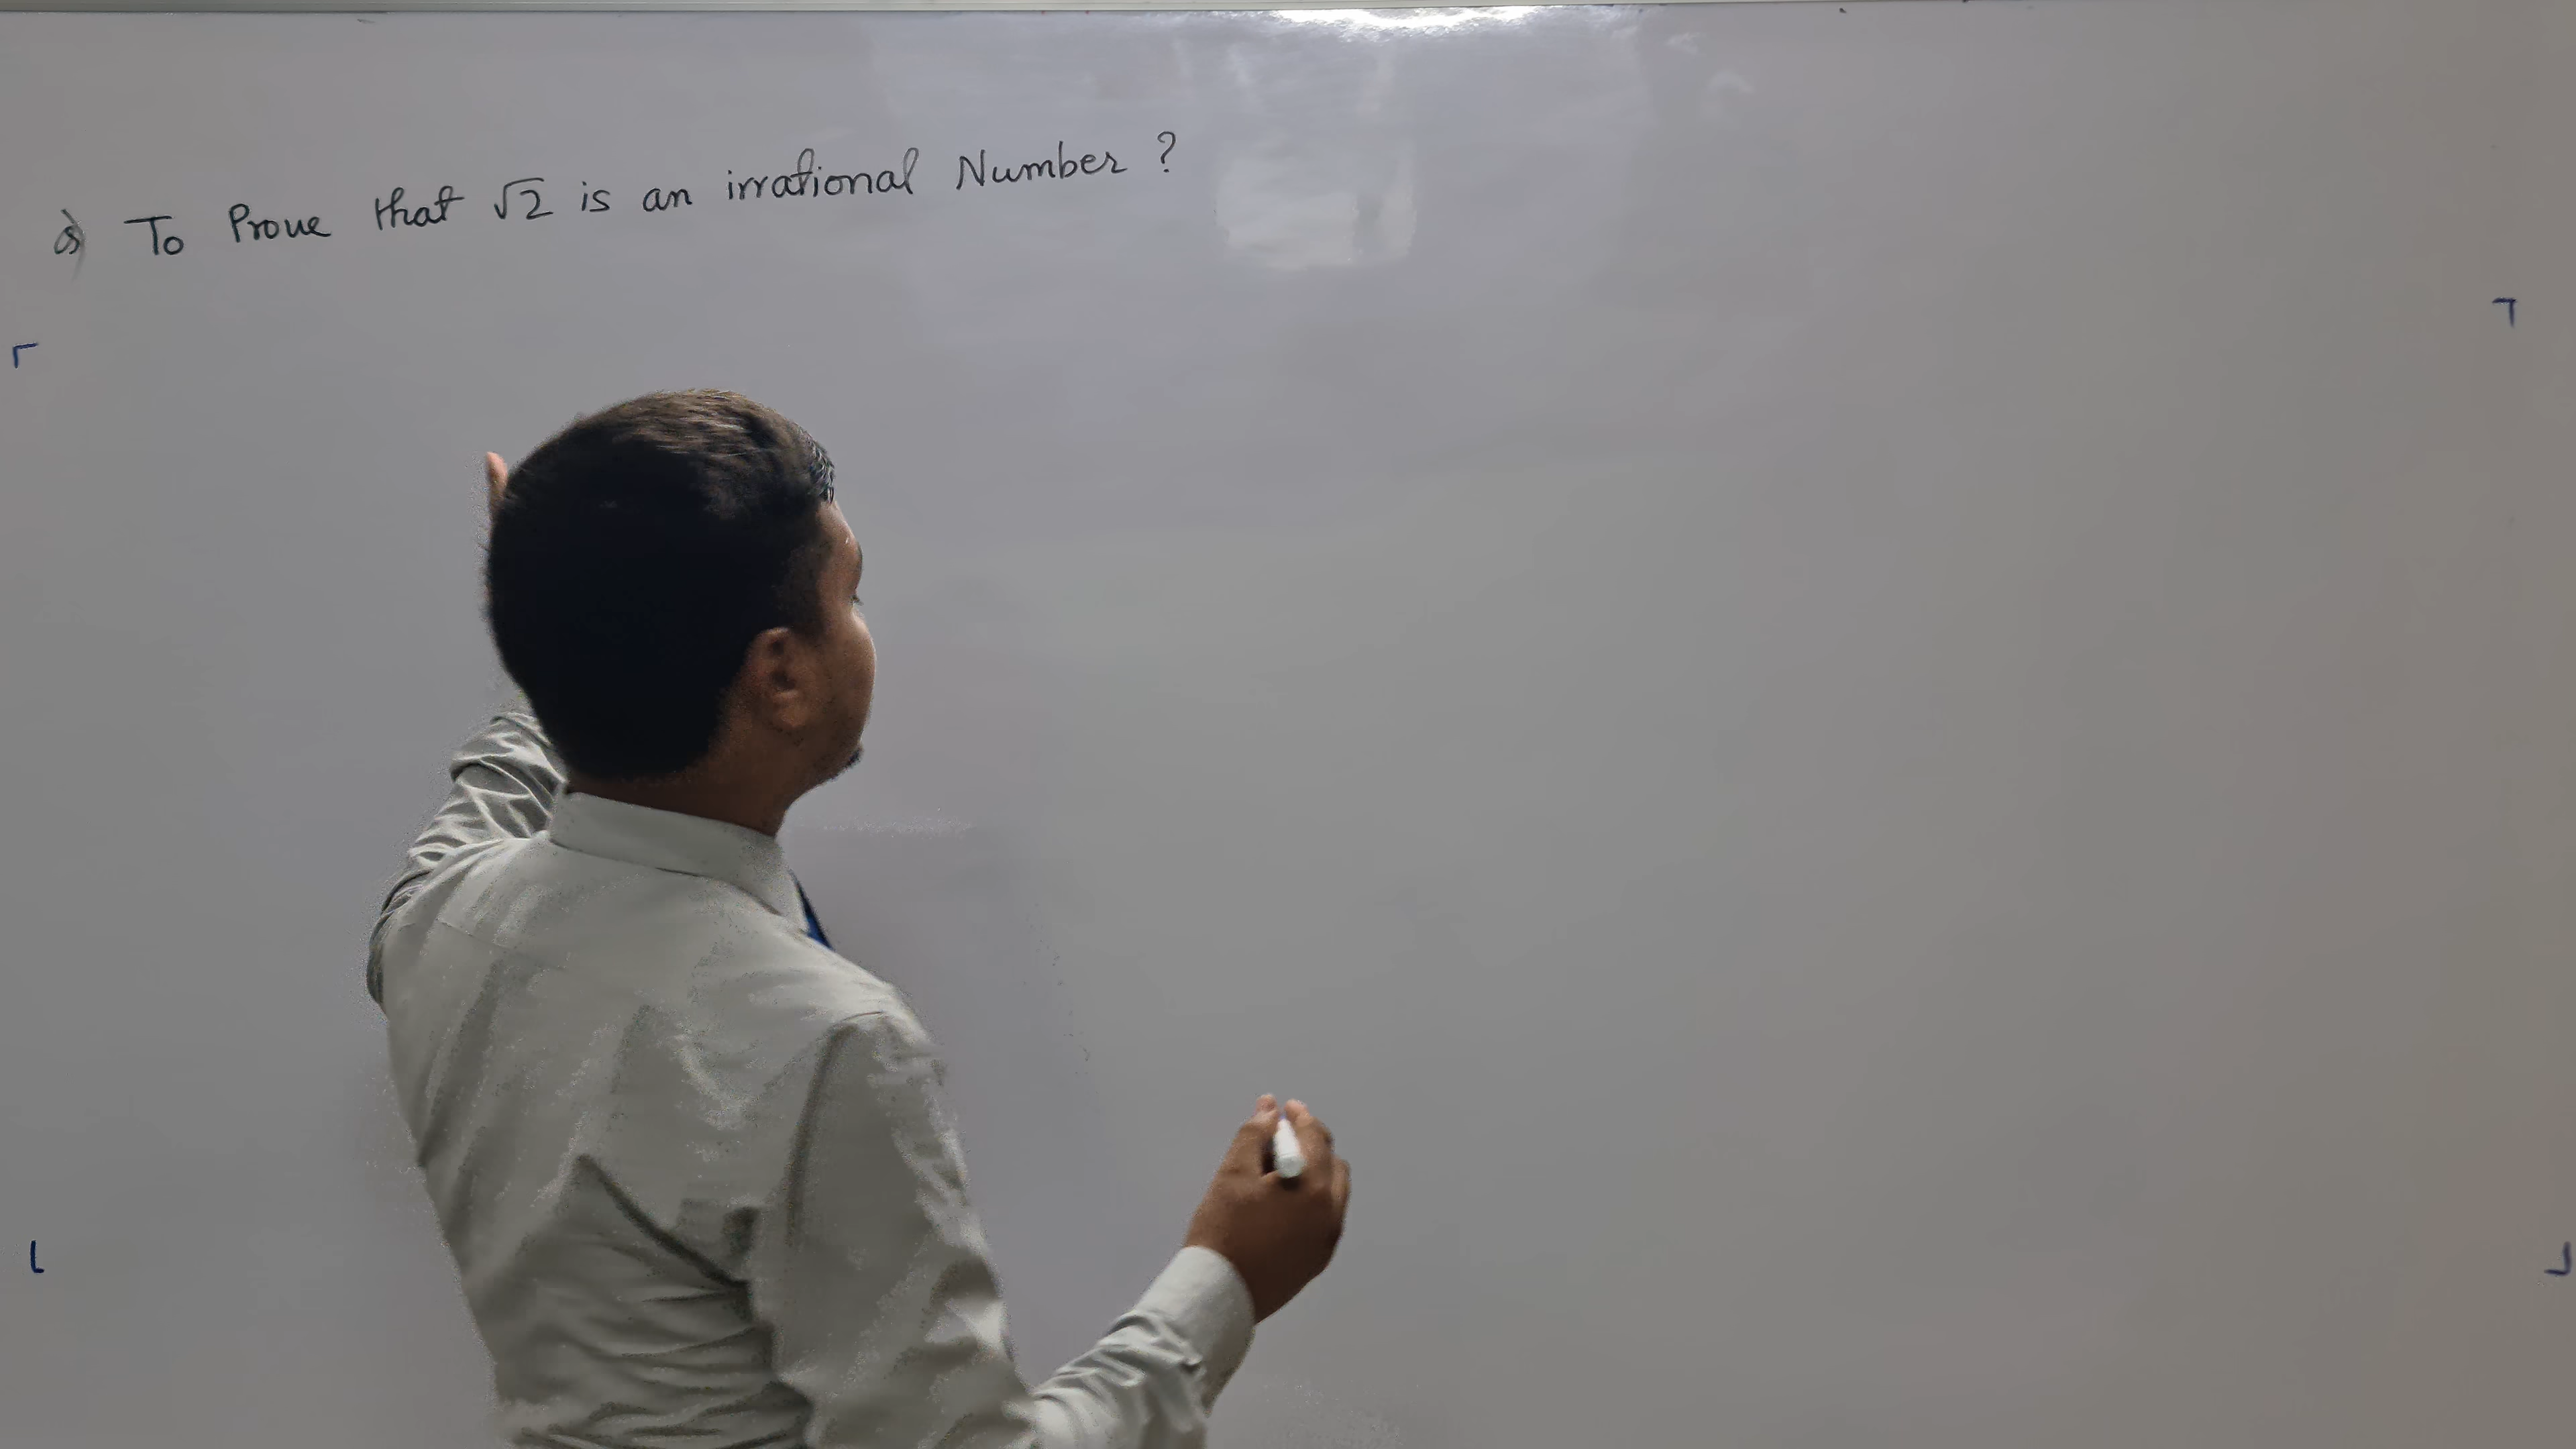 Q) To Prove that √2 is an irrational Number ?